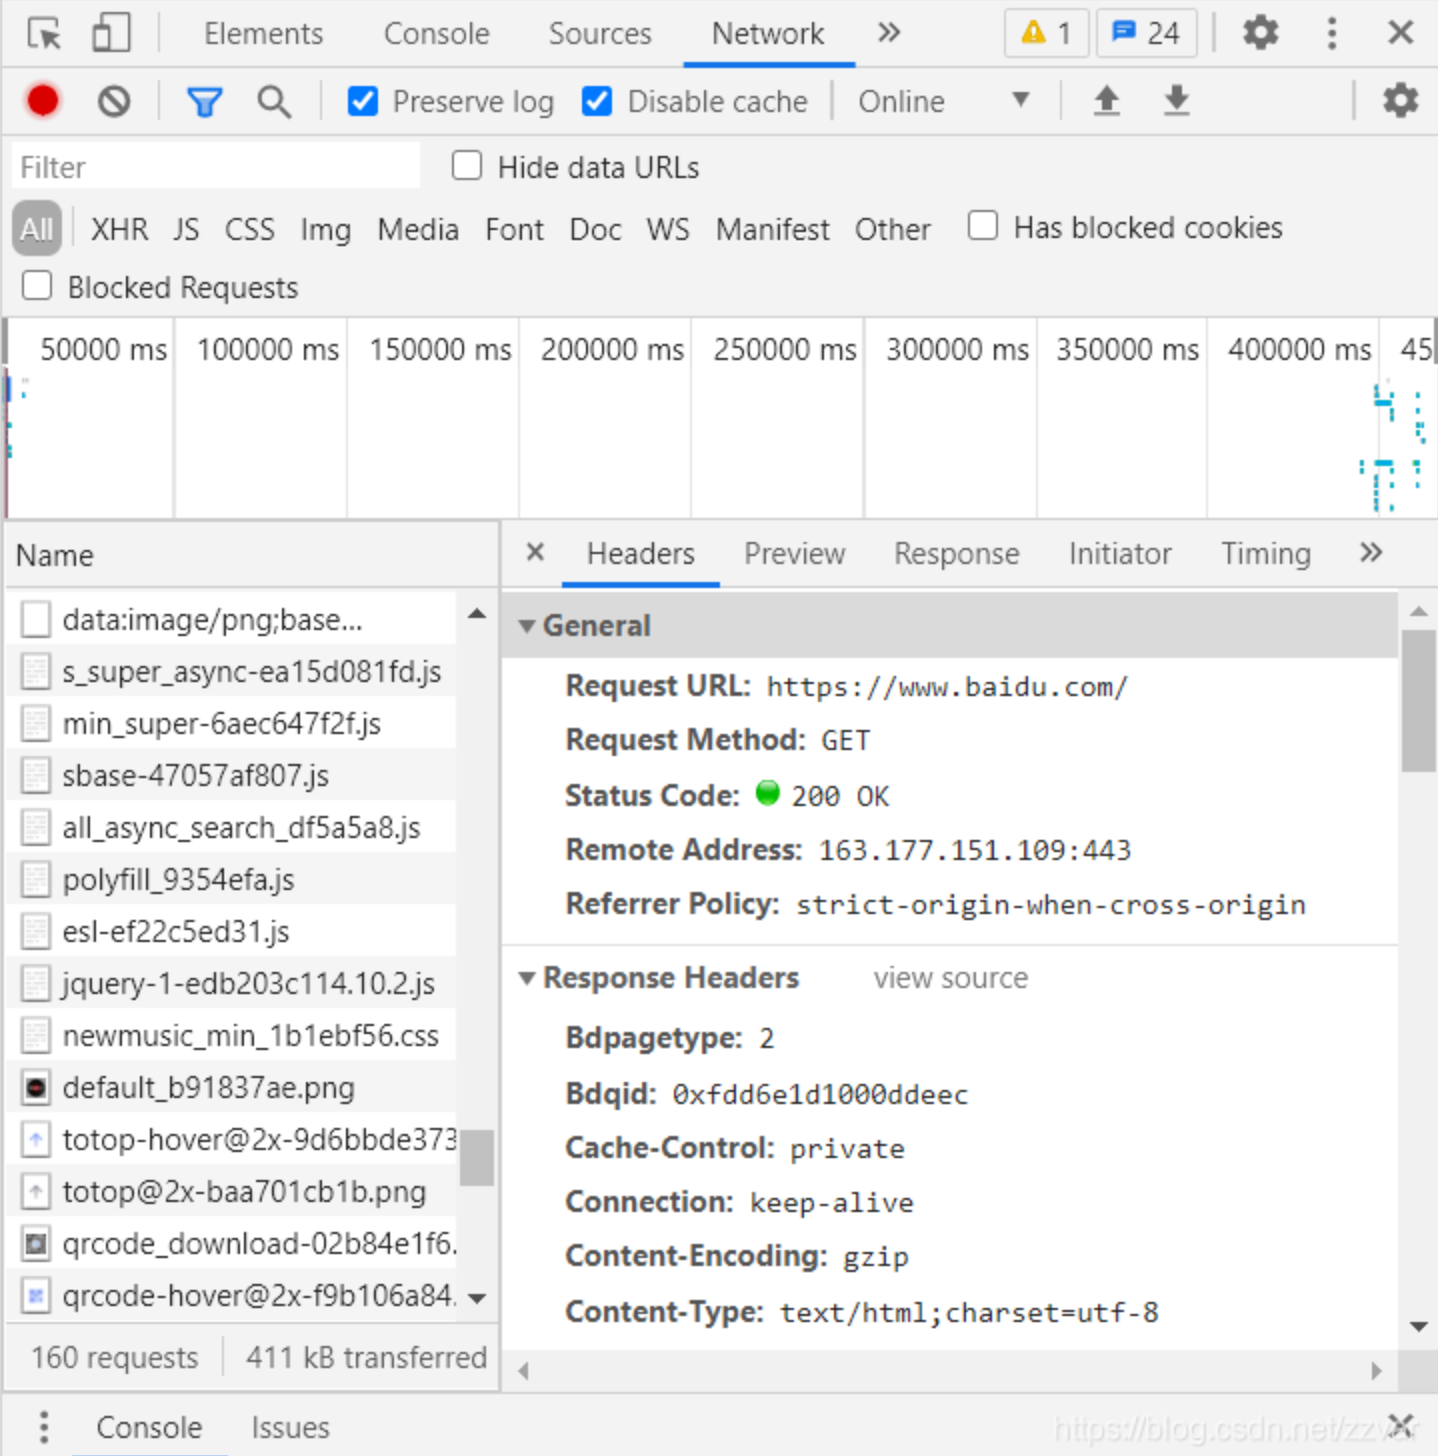 Elements Console Sources Network » 1 24
Preserve log Disable cache Online
Filter Hide data URLs
All XHR JS CSS Img Media Font Doc WS Manifest Other Has blocked cookies
Blocked Requests
50000 ms 100000 ms 150000 ms 200000 ms 250000 ms 300000 ms 350000 ms 400000 ms 45
Name
data:image/png;base...
s_super_async-ea15d081fd.js
min_super-6aec647f2f.js
sbase-47057af807.js
all_async_search_df5a5a8.js
polyfill_9354efa.js
esl-ef22c5ed31.js
jquery-1-edb203c114.10.2.js
newmusic_min_1b1ebf56.css
default_b91837ae.png
totop-hover@2x-9d6bbde373
totop@2x-baa701cb1b.png
qrcode_download-02b84e1f6.
qrcode-hover@2x-f9b106a84.
160 requests 411 kB transferred
Headers Preview Response Initiator Timing »
General
Request URL: https://www.baidu.com/
Request Method: GET
Status Code: 200 OK
Remote Address: 163.177.151.109:443
Referrer Policy: strict-origin-when-cross-origin
Response Headers view source
Bdpagetype: 2
Bdqid: 0xfdd6e1d1000ddeec
Cache-Control: private
Connection: keep-alive
Content-Encoding: gzip
Content-Type: text/html;charset=utf-8
Console Issues